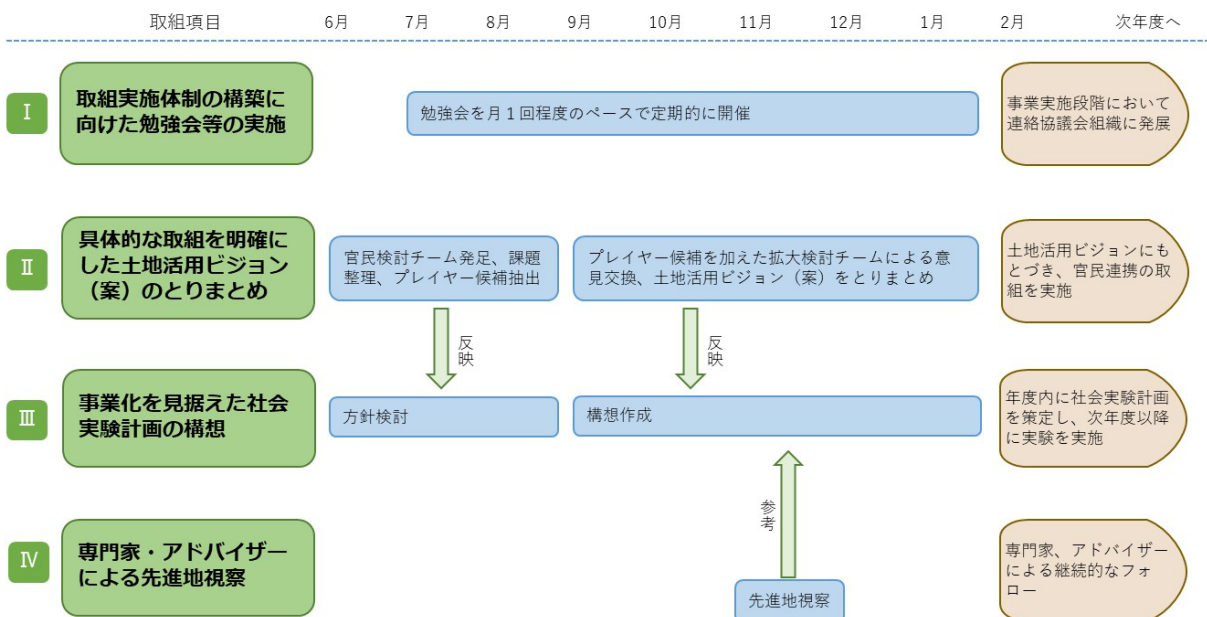 取組項目 6月 7月 8月 9月 10月 11月 12月 1月 2月 次年度へ
Ⅰ
取組実施体制の構築に
向けた勉強会等の実施
勉強会を月１回程度のペースで定期的に開催
事業実施段階において
連絡協議会組織に発展
Ⅱ
具体的な取組を明確に
した土地活用ビジョン
（案）のとりまとめ
官民検討チーム発足、課題
整理、プレイヤー候補抽出
プレイヤー候補を加えた拡大検討チームによる意
見交換、土地活用ビジョン（案）をとりまとめ
土地活用ビジョンにも
とづき、官民連携の取
組を実施
反映
反映
Ⅲ
事業化を見据えた社会
実験計画の構想
方針検討
構想作成
年度内に社会実験計画
を策定し、次年度以降
に実験を実施
参考
Ⅳ
専門家・アドバイザー
による先進地視察
先進地視察
専門家、アドバイザー
による継続的なフォ
ロー